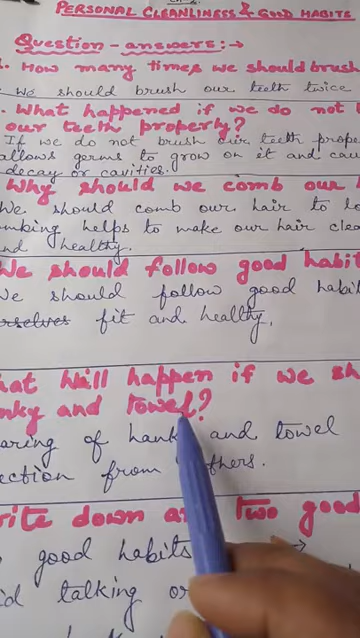 PERSONAL CLEANLINESS & GOOD HABITS
Question - answers :→
How many times we should brush
We should brush our teeth twice
What happened if we do not
our teeth properly?
If we do not brush our teeth prope
allows germs to grow on it and cau
decay or cavities.
Why should we comb our h
We should comb our hair to lo
mbing helps to make our hair clea
and healthy.
We should follow good habit
We should follow good habi
ourselves fit and healthy.
hat Will happen if we sh
nky and towel?
aring of hanky and towel
ection from others.
rite down any two good
good habits →
id talking or